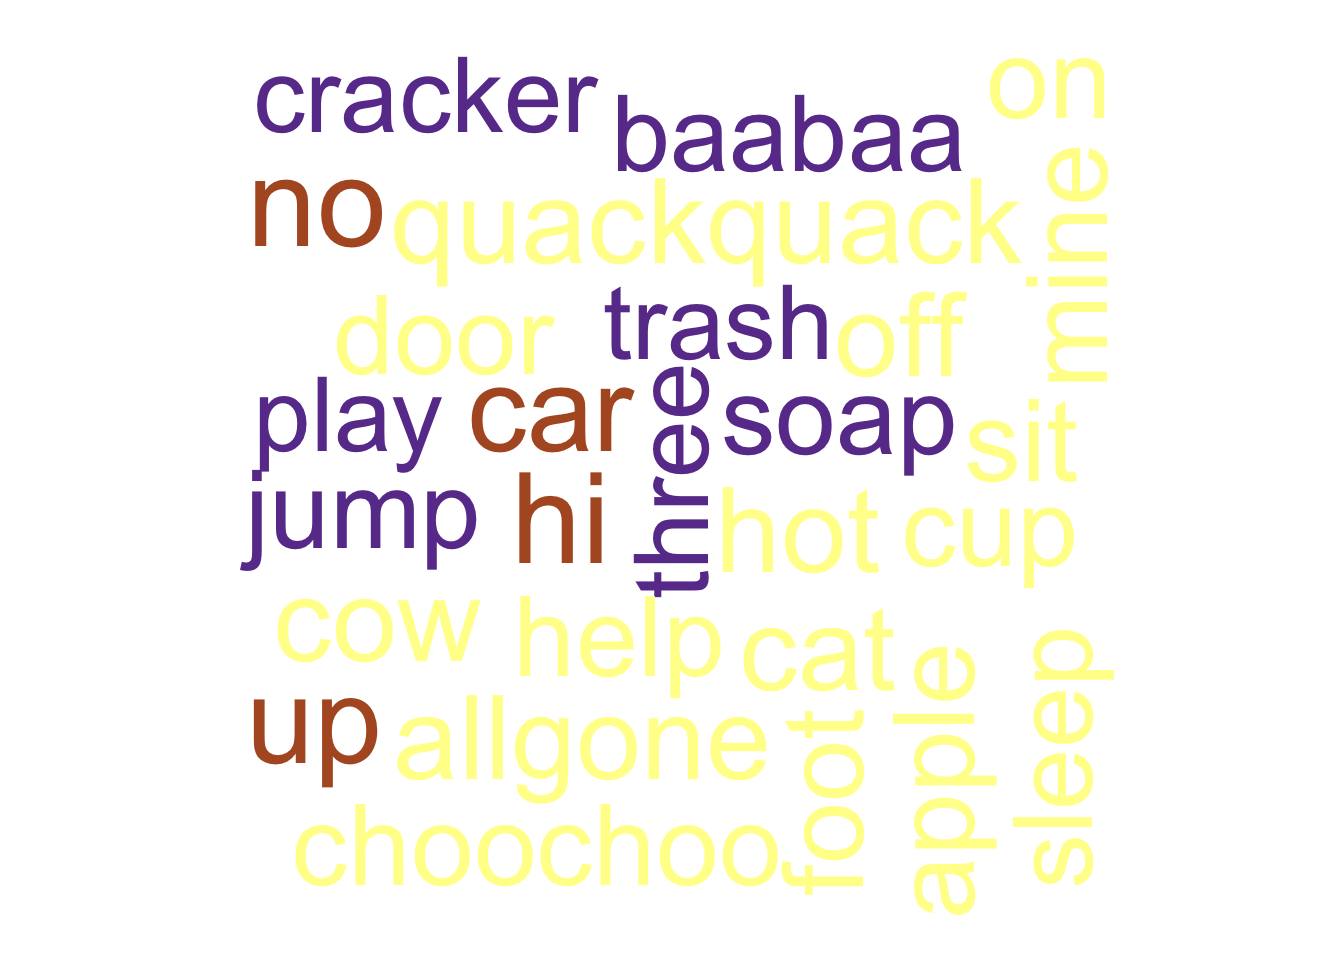 cracker
baabaa
on
no
quackquack
mine
door
trash
off
play
car
three
soap
sit
jump
hi
hot
cup
cow
help
cat
up
allgone
foot
apple
sleep
choochoo